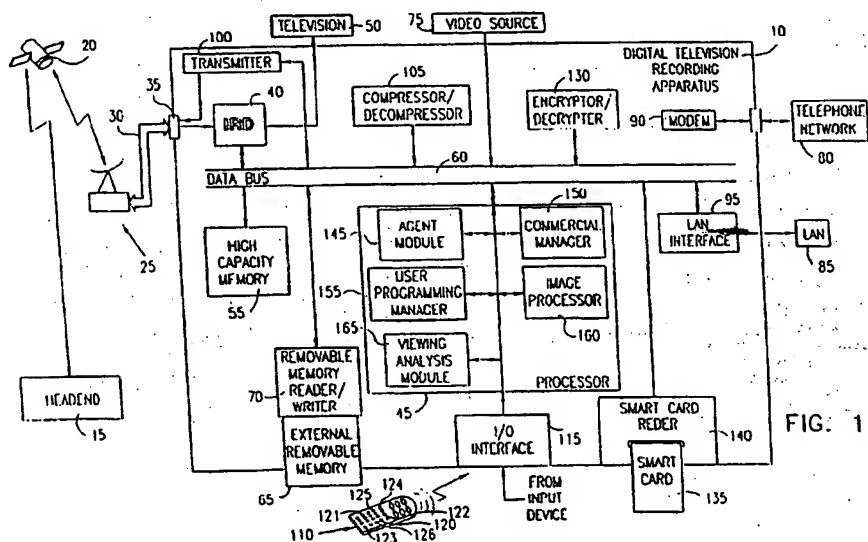 TELEVISION
50
75
VIDEO SOURCE
10
20
100
TRANSMITTER
DIGITAL TELEVISION
RECORDING
APPARATUS
35
40
105
COMPRESSOR/
DECOMPRESSOR
130
ENCRYPTOR/
DECRYPTER
30
IRD
90
MODEM
TELEPHONE
NETWORK
80
60
DATA BUS
150
95
145
AGENT
MODULE
COMMERCIAL
MANAGER
LAN
INTERFACE
LAN
85
25
HIGH
CAPACITY
MEMORY
55
155
USER
PROGRAMMING
MANAGER
IMAGE
PROCESSOR
160
165
VIEWING
ANALYSIS
MODULE
REMOVABLE
MEMORY
READER/
WRITER
70
PROCESSOR
45
HEADEND
15
EXTERNAL
REMOVABLE
MEMORY
65
I/O
INTERFACE
115
SMART CARD
REDER
140
FIG. 1
SMART
CARD
135
FROM
INPUT
DEVICE
121
125
124
122
110
120
123
126